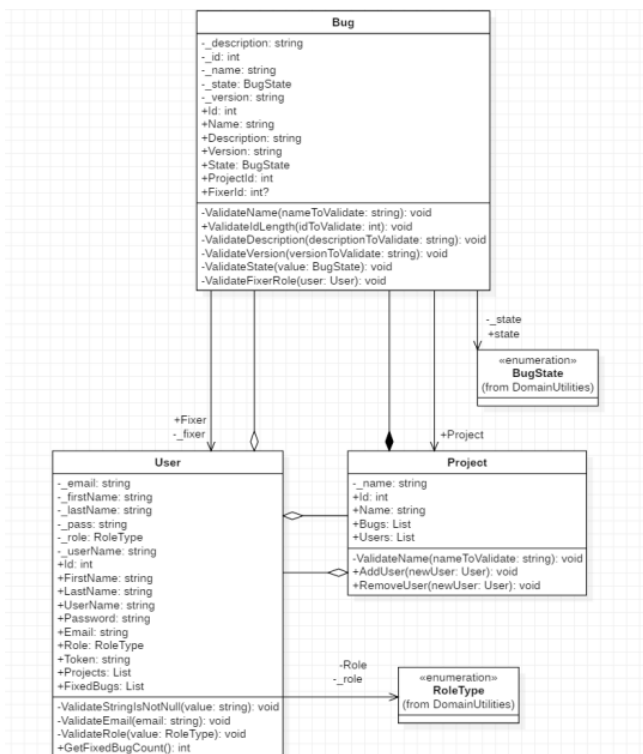 Bug
-_description: string
-_id: int
-_name: string
-_state: BugState
-_version: string
+Id: int
+Name: string
+Description: string
+Version: string
+State: BugState
+ProjectId: int
+FixerId: int?
-ValidateName(nameToValidate: string): void
+ValidateIdLength(idToValidate: int): void
-ValidateDescription(descriptionToValidate: string): void
-ValidateVersion(versionToValidate: string): void
-ValidateState(value: BugState): void
-ValidateFixerRole(user: User): void
-_state
+state
«enumeration»
BugState
(from DomainUtilities)
+Fixer
-_fixer
+Project
User
-_email: string
-_firstName: string
-_lastName: string
-_pass: string
-_role: RoleType
-_userName: string
+Id: int
+FirstName: string
+LastName: string
+UserName: string
+Password: string
+Email: string
+Role: RoleType
+Token: string
+Projects: List
+FixedBugs: List
-ValidateStringIsNotNull(value: string): void
-ValidateEmail(email: string): void
-ValidateRole(value: RoleType): void
+GetFixedBugCount(): int
Project
-_name: string
+Id: int
+Name: string
+Bugs: List
+Users: List
-ValidateName(nameToValidate: string): void
+AddUser(newUser: User): void
+RemoveUser(newUser: User): void
-Role
-_role
«enumeration»
RoleType
(from DomainUtilities)